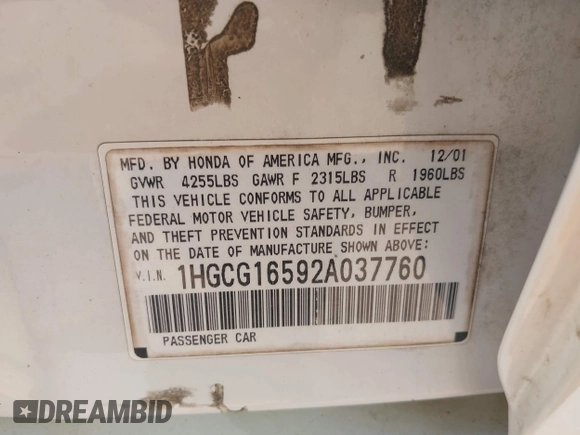 MFD. BY HONDA OF AMERICA MFG., INC. 12/01
GVWR 4255LBS GAWR F 2315LBS R 1960LBS
THIS VEHICLE CONFORMS TO ALL APPLICABLE
FEDERAL MOTOR VEHICLE SAFETY, BUMPER,
AND THEFT PREVENTION STANDARDS IN EFFECT
ON THE DATE OF MANUFACTURE SHOWN ABOVE:
V.I.N. 1HGCG16592A037760
PASSENGER CAR
DREAMBID